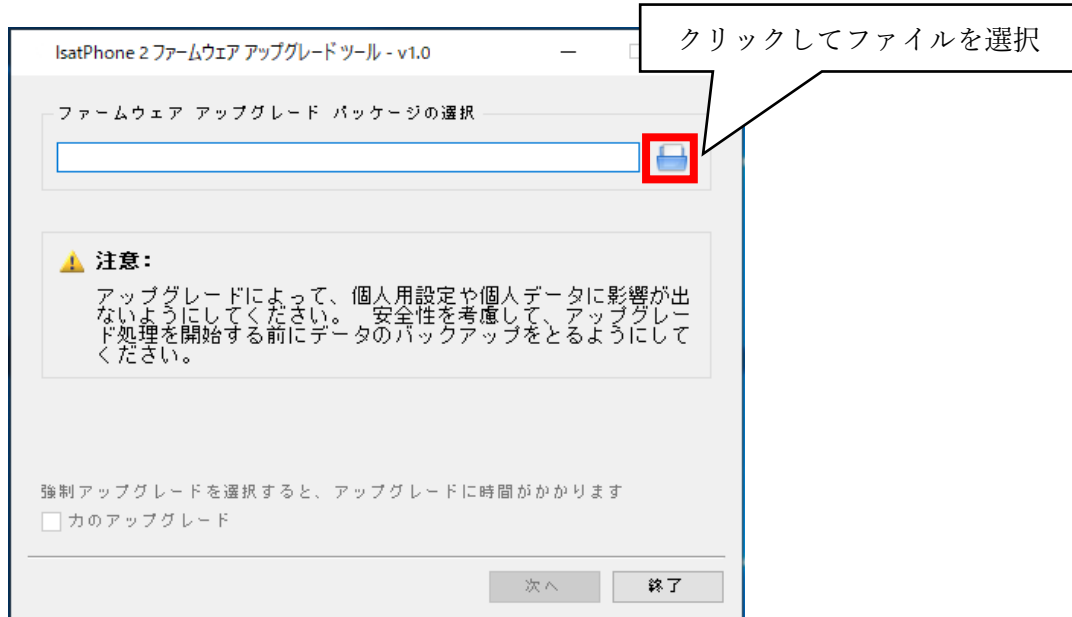 クリックしてファイルを選択
IsatPhone 2 ファームウェア アップグレード ツール - v1.0
ファームウェア アップグレード パッケージの選択
注意:
アップグレードによって、個人用設定や個人データに影響が出
ないようにしてください。 安全性を考慮して、アップグレー
ド処理を開始する前にデータのバックアップをとるようにして
ください。
強制アップグレードを選択すると、アップグレードに時間がかかります
力のアップグレード
次へ
終了